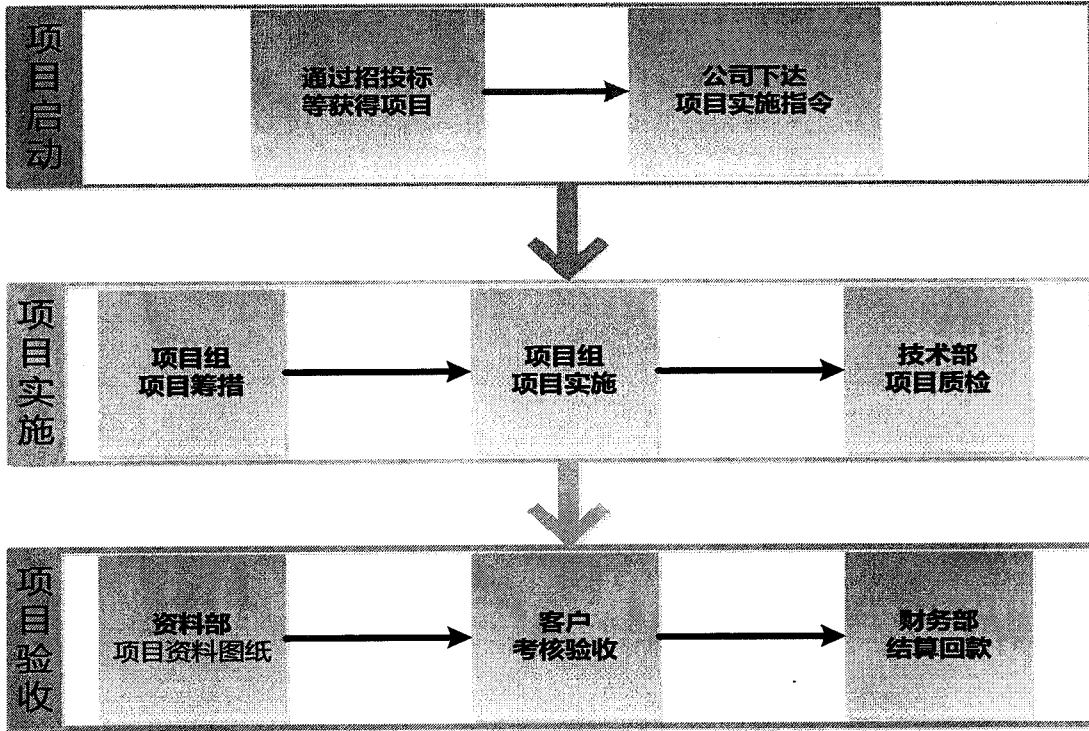 项目启动
通过招投标
等获得项目
公司下达
项目实施指令
项目实施
项目组
项目筹措
项目组
项目实施
技术部
项目质检
项目验收
资料部
项目资料图纸
客户
考核验收
财务部
结算回款